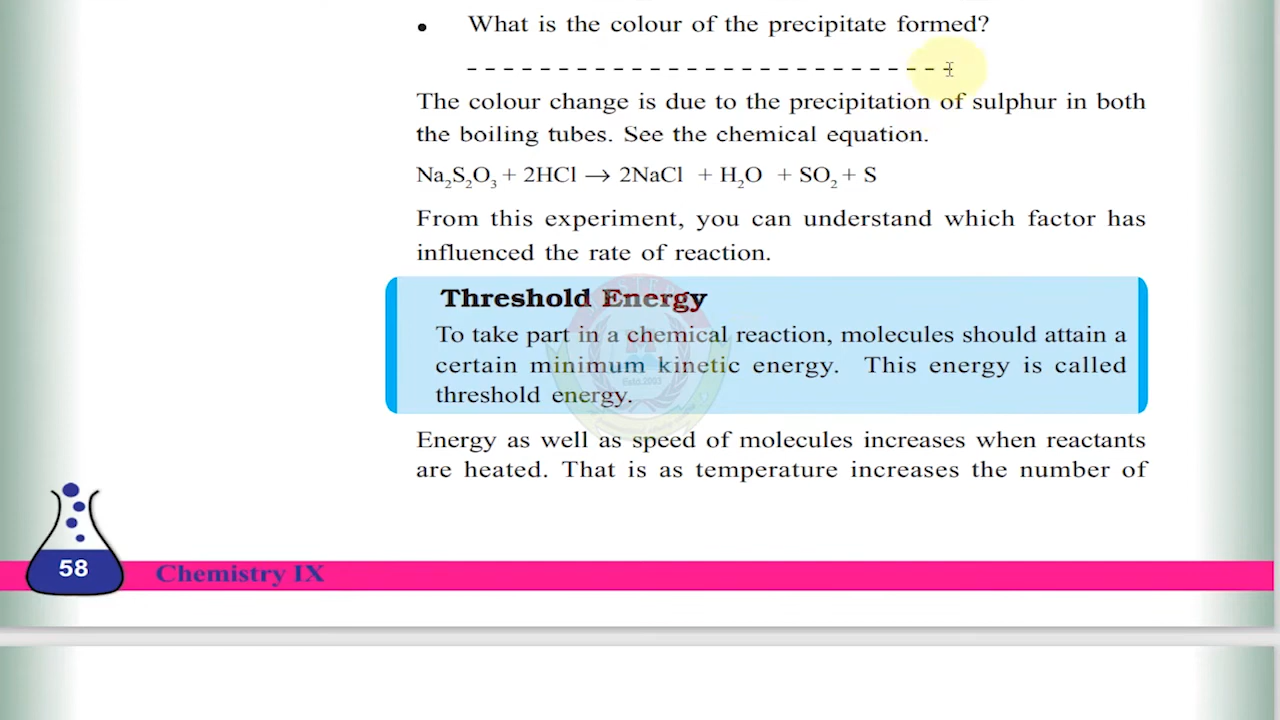 • What is the colour of the precipitate formed?
- - - - - - - - - - - - - - - - - - - - - - - - - - -
The colour change is due to the precipitation of sulphur in both
the boiling tubes. See the chemical equation.
Na₂S₂O₃ + 2HCl → 2NaCl + H₂O + SO₂ + S
From this experiment, you can understand which factor has
influenced the rate of reaction.
Threshold Energy
To take part in a chemical reaction, molecules should attain a
certain minimum kinetic energy. This energy is called
threshold energy.
Estd.2003
Energy as well as speed of molecules increases when reactants
are heated. That is as temperature increases the number of
58
Chemistry IX